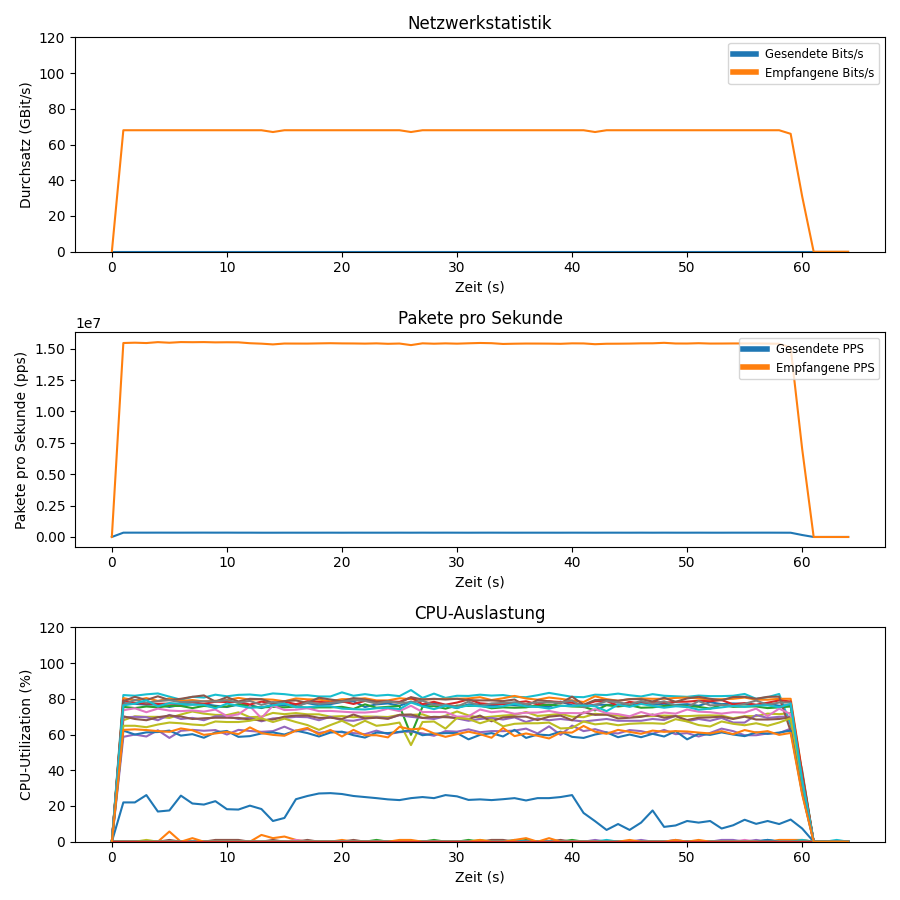 Netzwerkstatistik
120
100
80
60
40
20
0
Durchsatz (GBit/s)
Gesendete Bits/s
Empfangene Bits/s
0 10 20 30 40 50 60
Zeit (s)
Pakete pro Sekunde
1e7
1.50
1.25
1.00
0.75
0.50
0.25
0.00
Pakete pro Sekunde (pps)
Gesendete PPS
Empfangene PPS
0 10 20 30 40 50 60
Zeit (s)
CPU-Auslastung
120
100
80
60
40
20
0
CPU-Utilization (%)
0 10 20 30 40 50 60
Zeit (s)